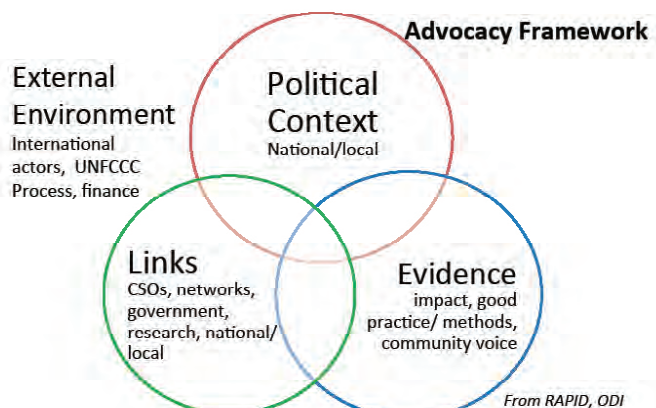 Advocacy Framework
External
Environment
International
actors, UNFCCC
Process, finance
Political
Context
National/local
Links
CSOs, networks,
government,
research, national/
local
Evidence
impact, good
practice/ methods,
community voice
From RAPID, ODI